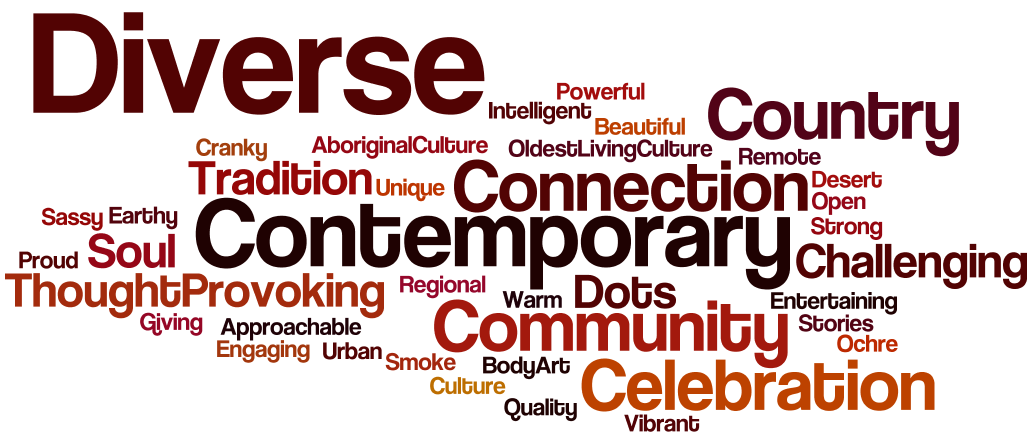 Diverse
Powerful
Intelligent
Country
Beautiful
Cranky
AboriginalCulture
OldestLivingCulture
Remote
Tradition
Unique
Connection
Desert
Open
Sassy
Earthy
Contemporary
Strong
Proud
Soul
Challenging
ThoughtProvoking
Regional
Warm
Dots
Entertaining
Giving
Approachable
Community
Stories
Ochre
Engaging
Urban
Smoke
BodyArt
Celebration
Culture
Quality
Vibrant